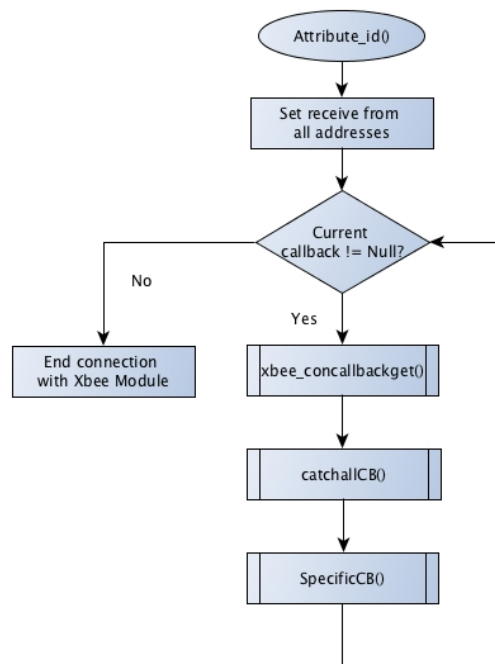 Attribute_id()
Set receive from
all addresses
Current
callback != Null?
No
Yes
End connection
with Xbee Module
xbee_concallbackget()
catchallCB()
SpecificCB()